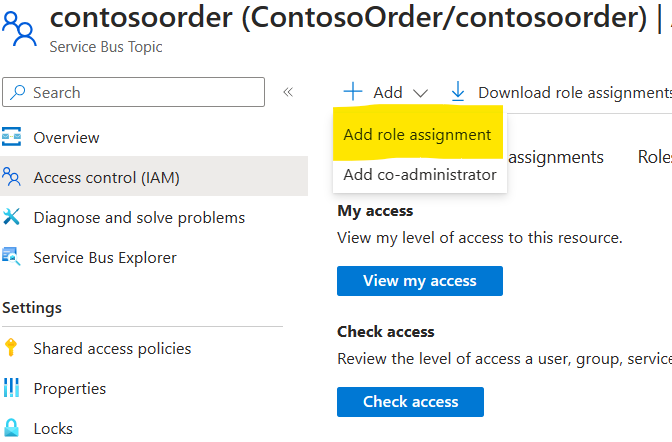 contosoorder (ContosoOrder/contosoorder) |
Service Bus Topic
Search
«
Add
Download role assignments
Overview
Add role assignment
assignments
Roles
Access control (IAM)
Add co-administrator
Diagnose and solve problems
My access
View my level of access to this resource.
Service Bus Explorer
View my access
Settings
Check access
Shared access policies
Review the level of access a user, group, service
Properties
Check access
Locks